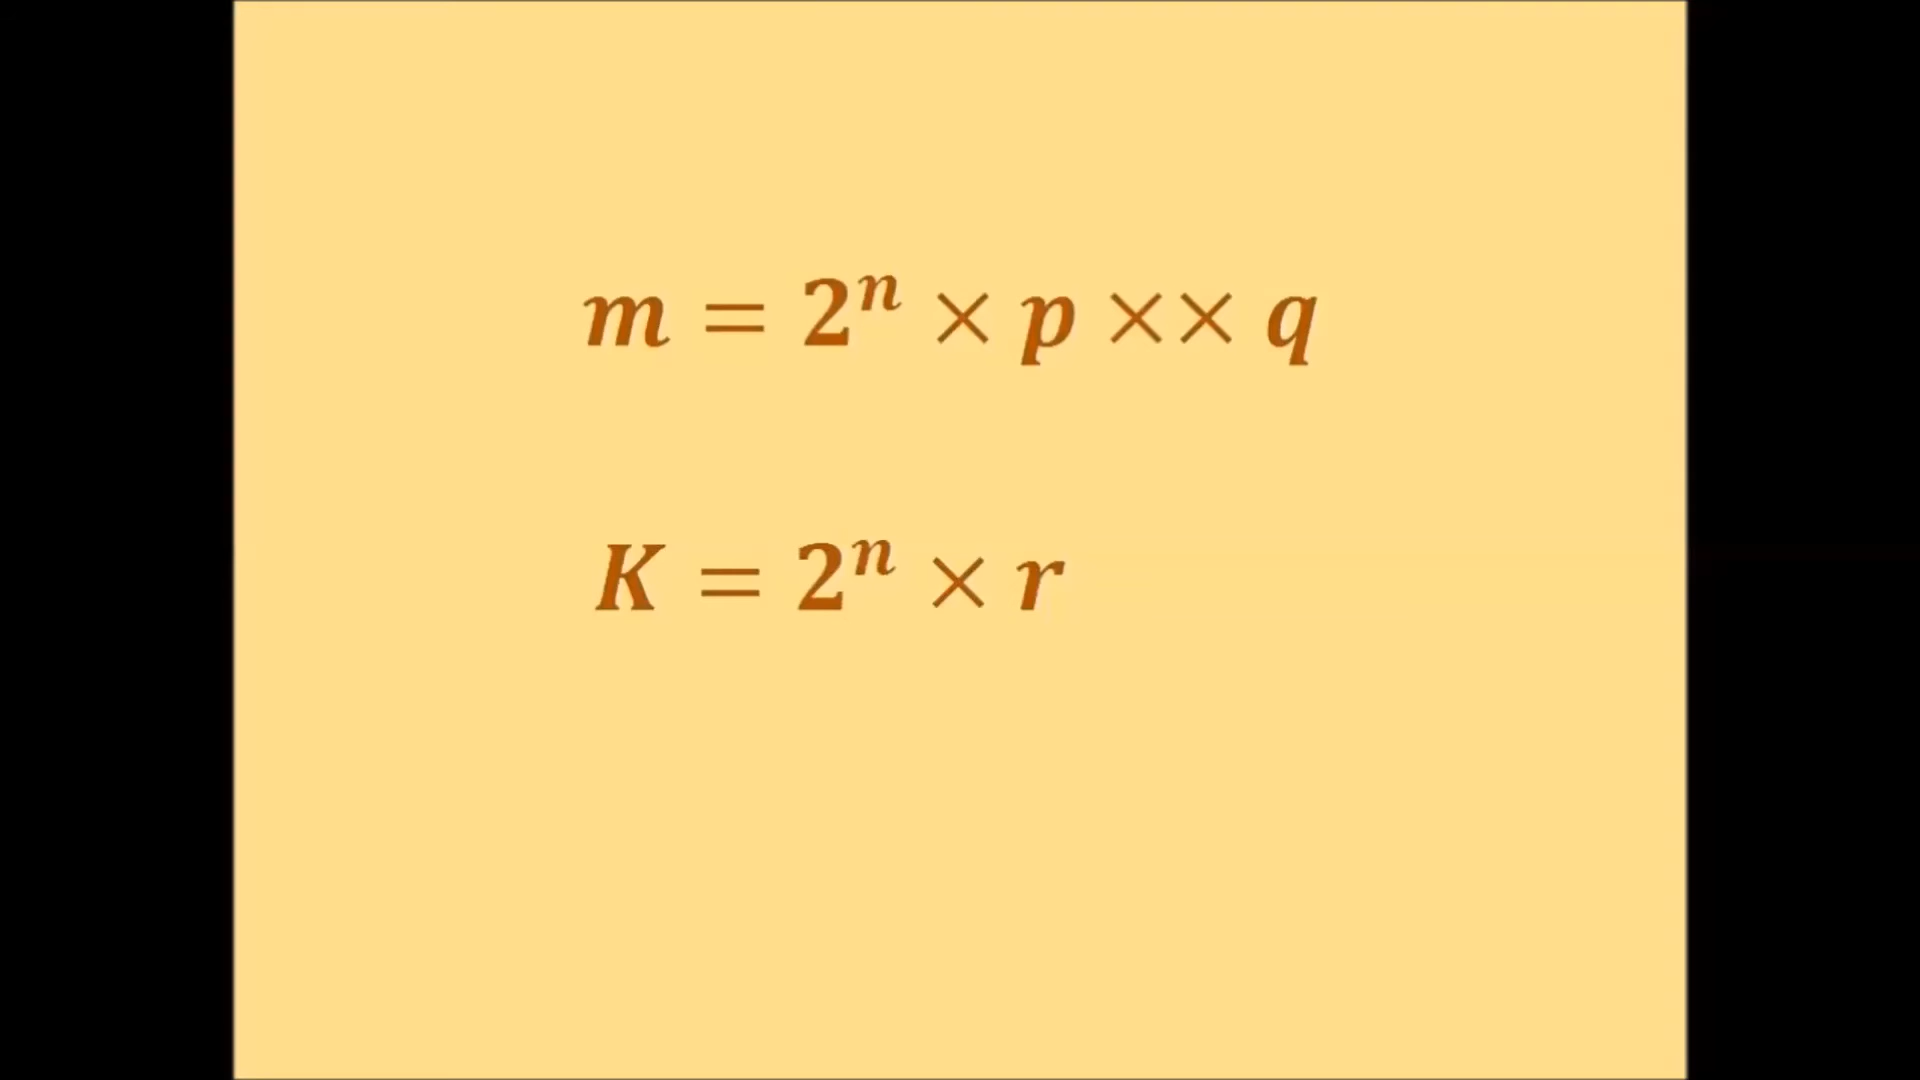 m = 2ⁿ × p ×× q
K = 2ⁿ × r